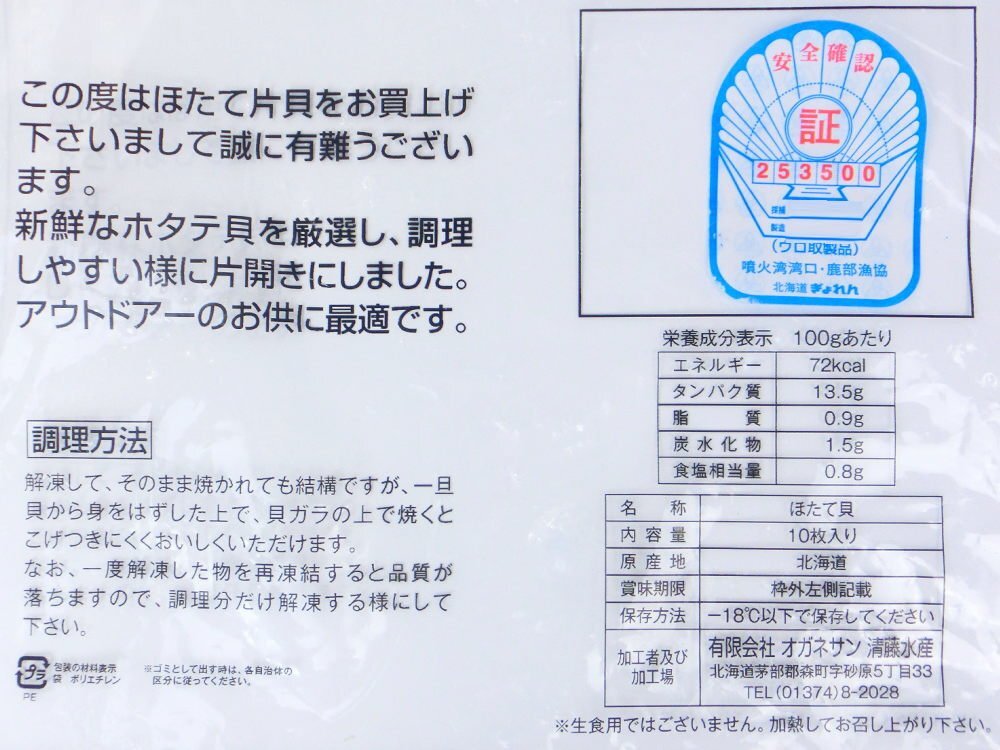 この度はほたて片貝をお買上げ
下さいまして誠に有難うござい
ます。
新鮮なホタテ貝を厳選し、調理
しやすい様に片開きにしました。
アウトドアーのお供に最適です。
調理方法
解凍して、そのまま焼かれても結構ですが、一旦
貝から身をはずした上で、貝ガラの上で焼くと
こげつきにくくおいしくいただけます。
なお、一度解凍した物を再凍結すると品質が
落ちますので、調理分だけ解凍する様にして
下さい。
プラ
包装の材料表示
袋 ポリエチレン
PE
※ゴミとして出す時は、各自治体の
区分に従ってください。
安全確認
証
253500
採捕
製造
(ウロ取製品)
噴火湾湾口・鹿部漁協
北海道 ぎょれん
栄養成分表示 100gあたり
エネルギー 72kcal
タンパク質 13.5g
脂質 0.9g
炭水化物 1.5g
食塩相当量 0.8g
名称 ほたて貝
内容量 10枚入り
原産地 北海道
賞味期限 枠外左側記載
保存方法 −18℃以下で保存してください
加工者及び加工場 有限会社 オガネサン 清藤水産
北海道茅部郡森町字砂原5丁目33
TEL(01374)8-2028
※生食用ではございません。加熱してお召し上がり下さい。